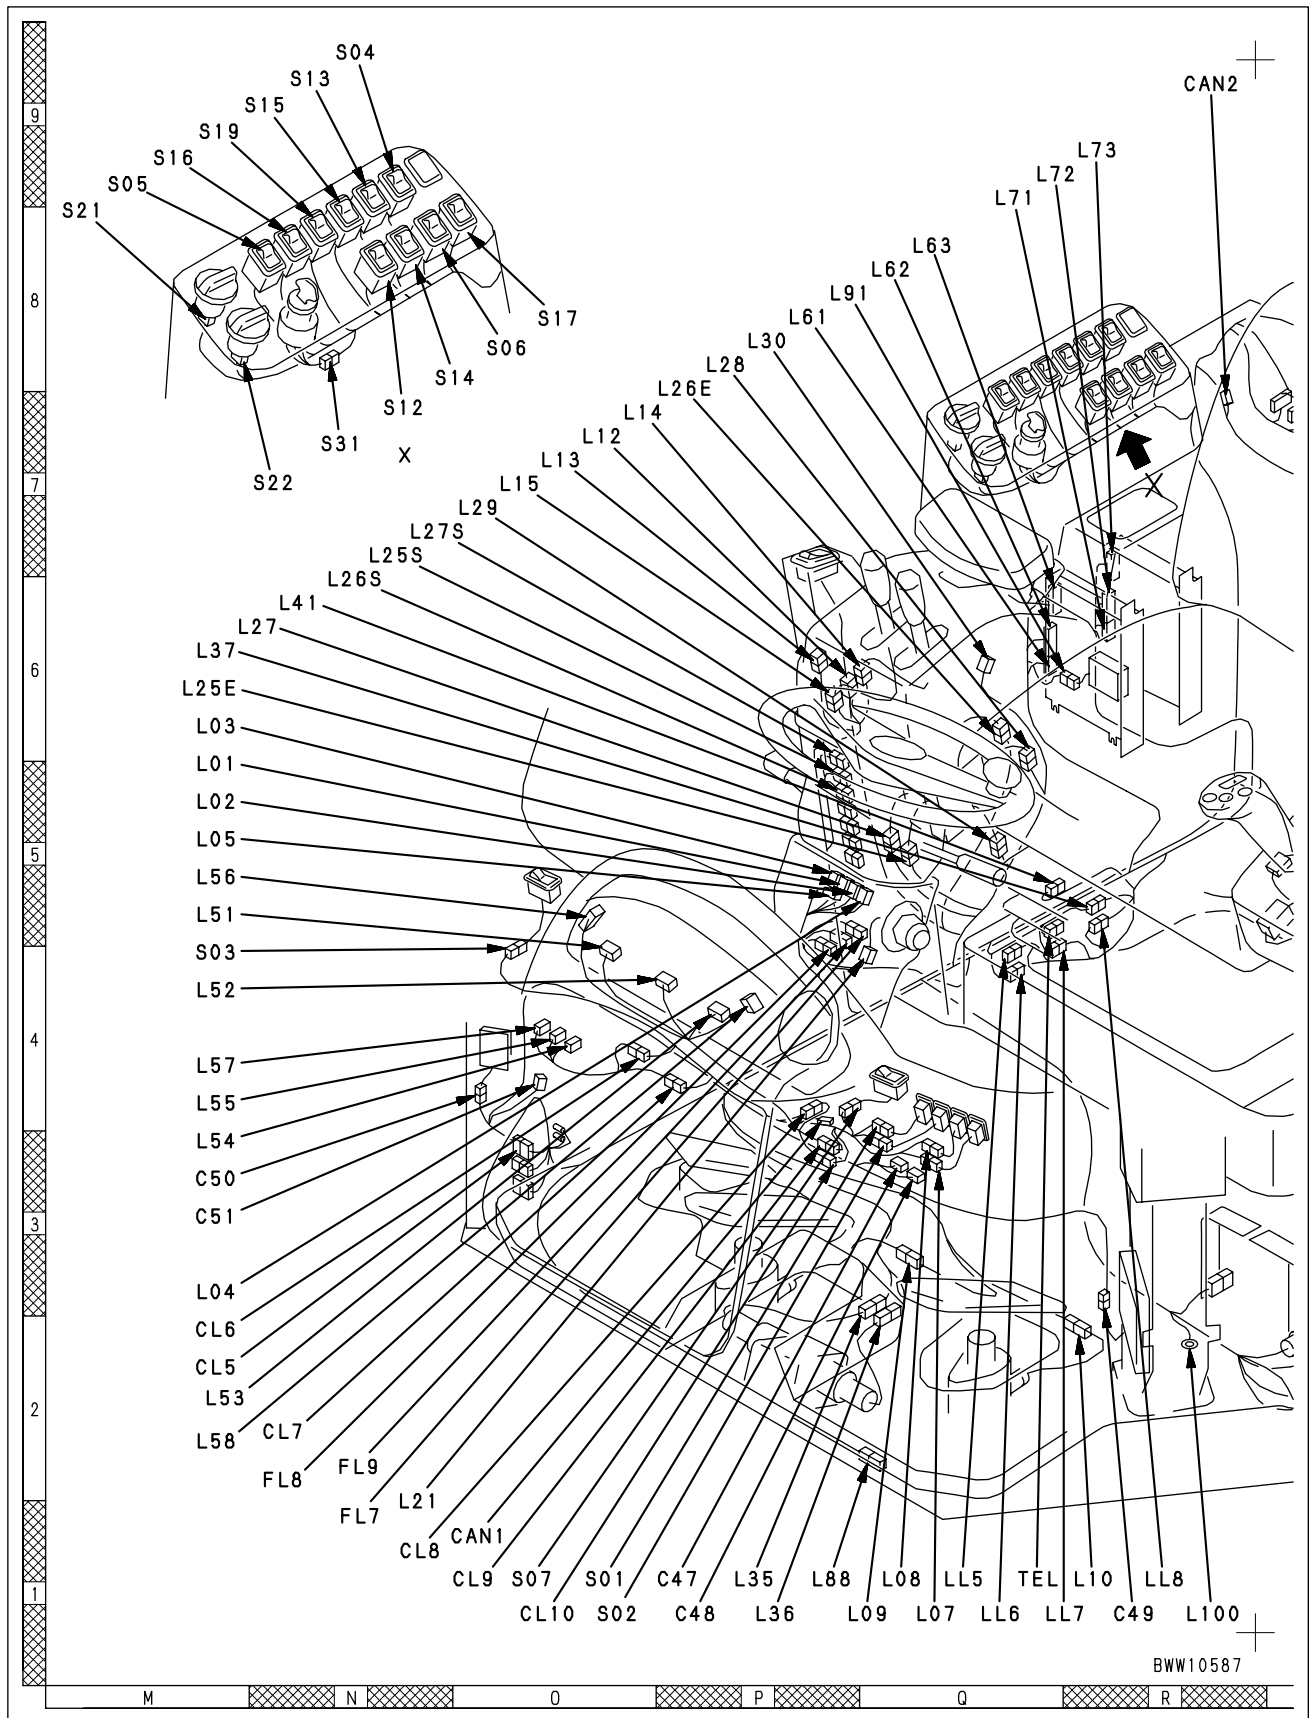 S04
S13
S15
S19
S16
S05
S21
CAN2
L73
L72
L71
L63
L62
L91
L61
L30
L28
L26E
L14
L12
L13
L15
L29
L27S
L25S
L26S
L41
L27
L37
L25E
L03
L01
L02
L05
L56
L51
S03
L52
L57
L55
L54
C50
C51
L04
CL6
CL5
L53
L58
CL7
FL8
FL9
FL7
L21
CL8
CAN1
CL9
S07
CL10
S01
S02
C47
C48
L35
L36
L88
L09
L08
L07
LL5
LL6
TEL
LL7
L10
C49
LL8
L100
S17
S06
S14
S12
S31
S22
X
X
9
8
7
6
5
4
3
2
1
BWW10587
M
N
O
P
Q
R